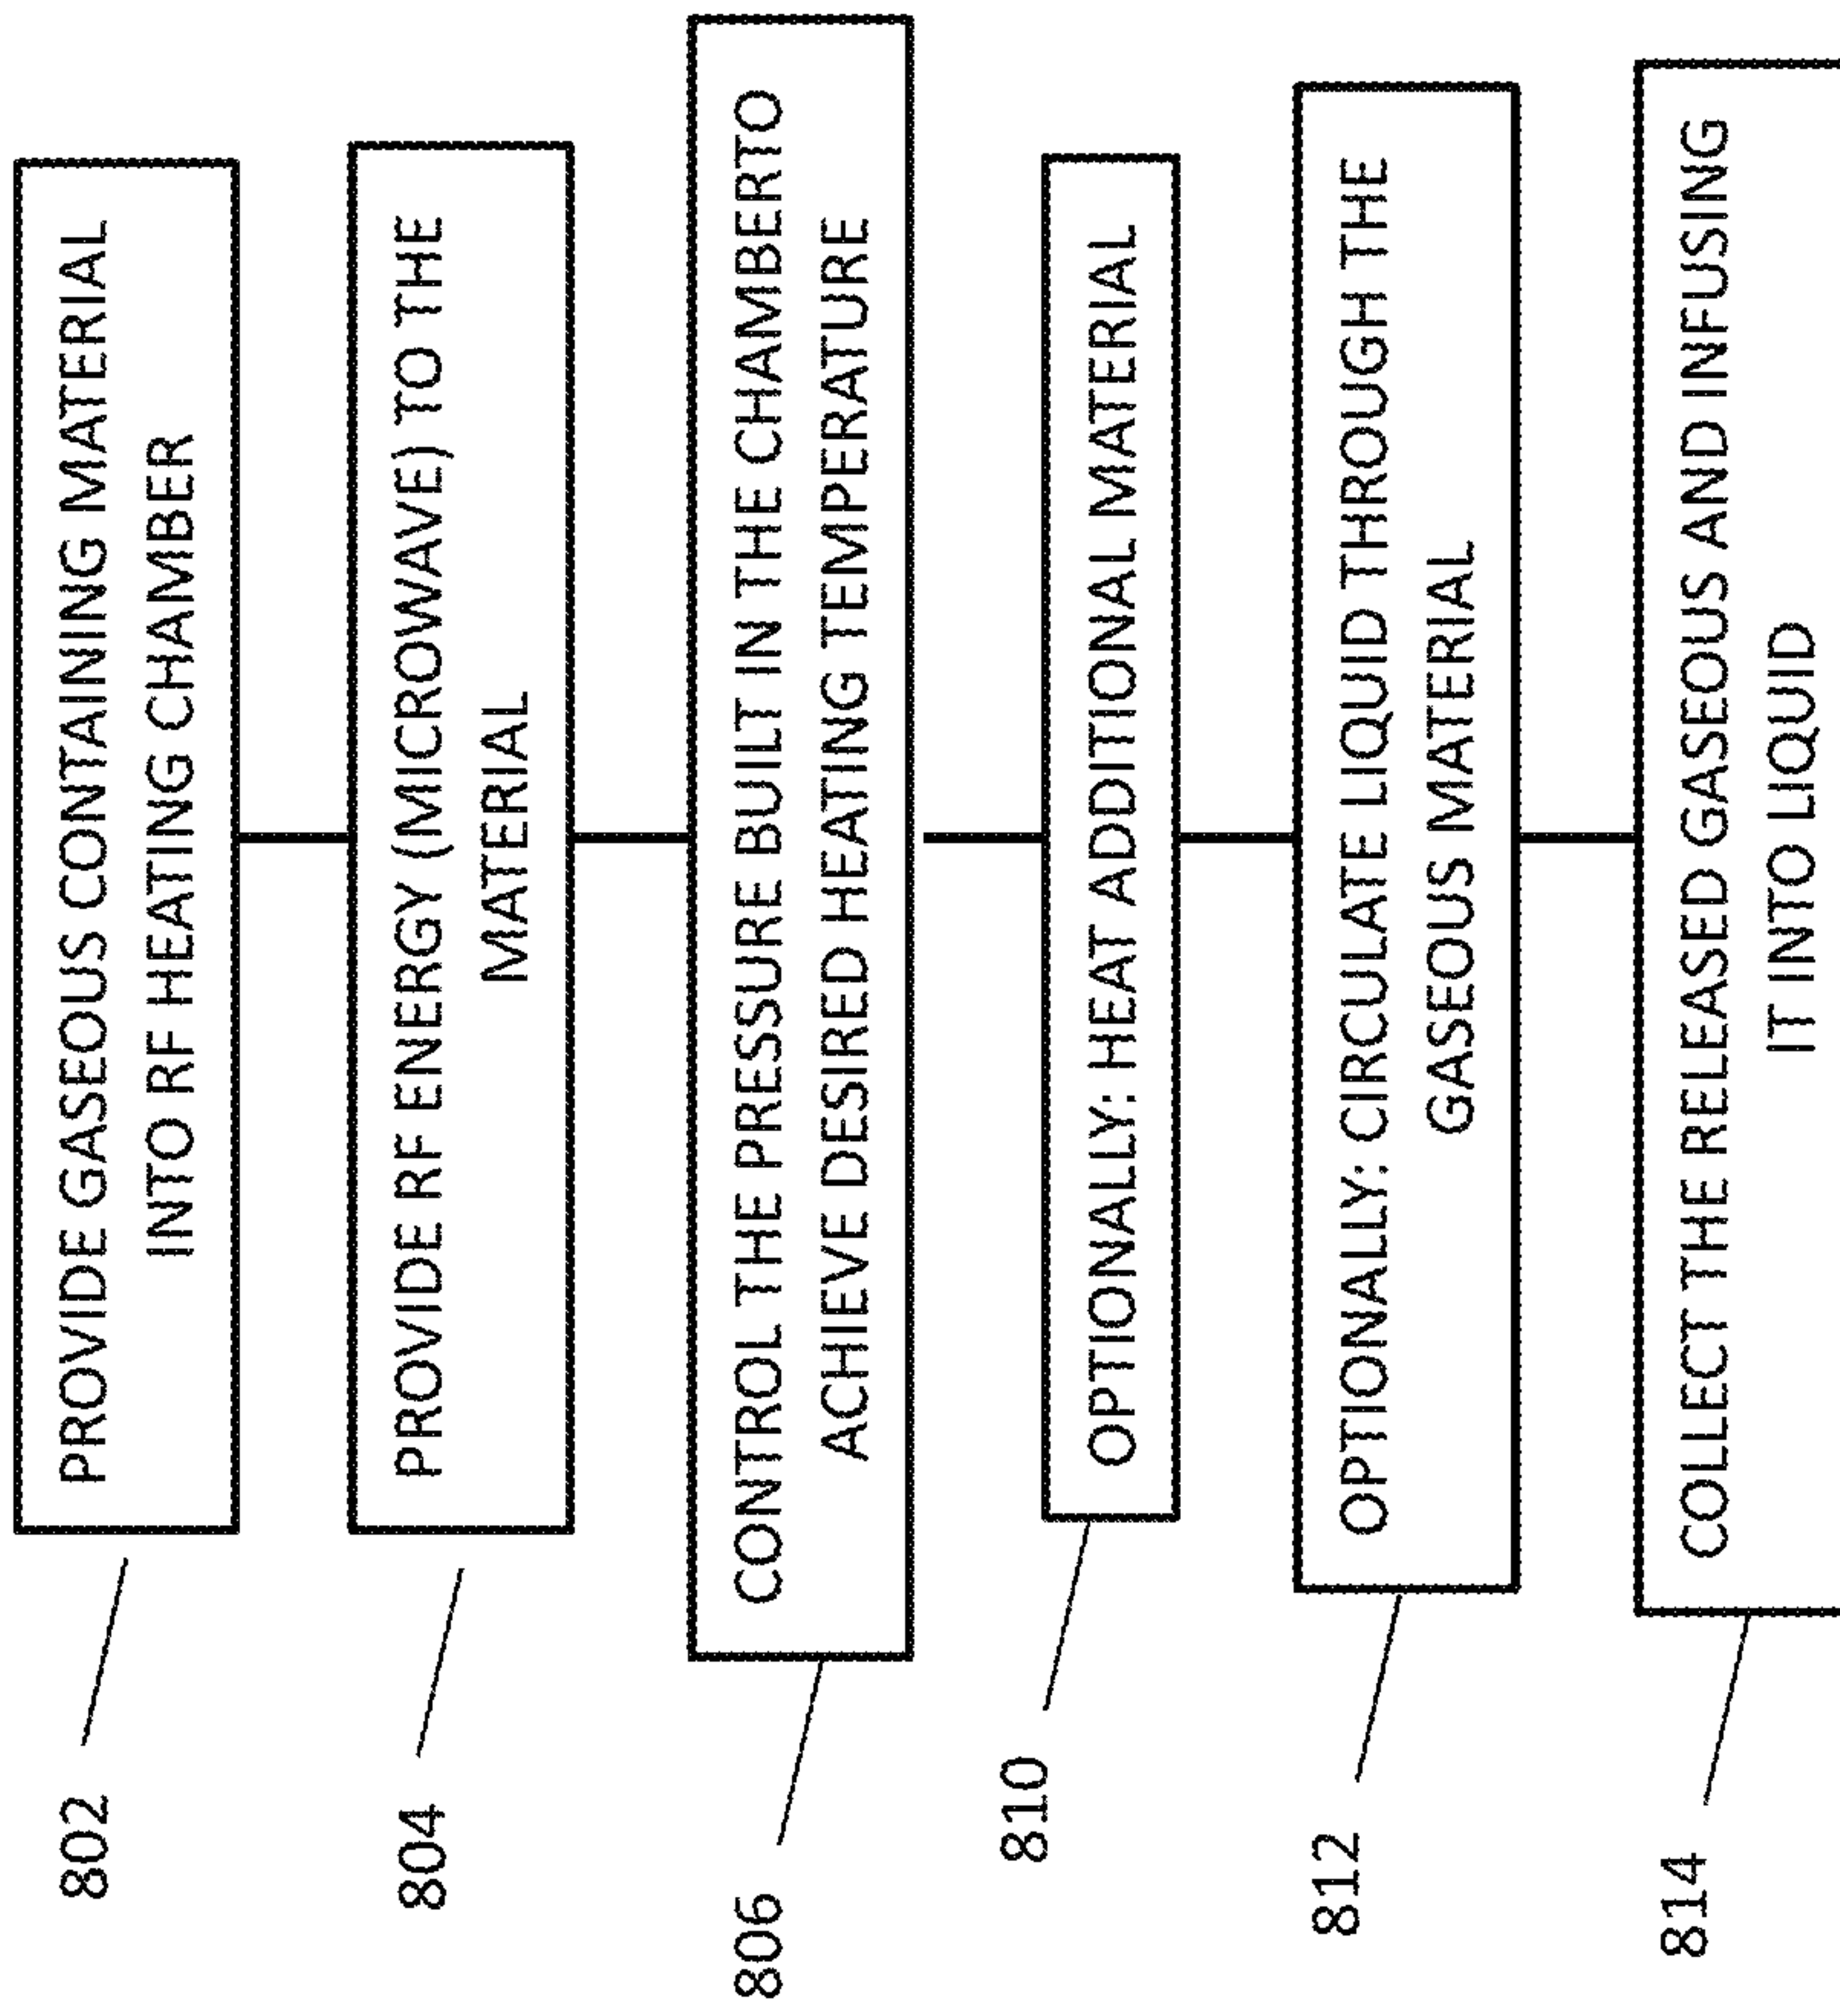 802
PROVIDE GASEOUS CONTAINING MATERIAL
INTO RF HEATING CHAMBER
804
PROVIDE RF ENERGY (MICROWAVE) TO THE
MATERIAL
806
CONTROL THE PRESSURE BUILT IN THE CHAMBERTO
ACHIEVE DESIRED HEATING TEMPERATURE
810
OPTIONALLY: HEAT ADDITIONAL MATERIAL
812
OPTIONALLY: CIRCULATE LIQUID THROUGH THE
GASEOUS MATERIAL
814
COLLECT THE RELEASED GASEOUS AND INFUSING
IT INTO LIQUID